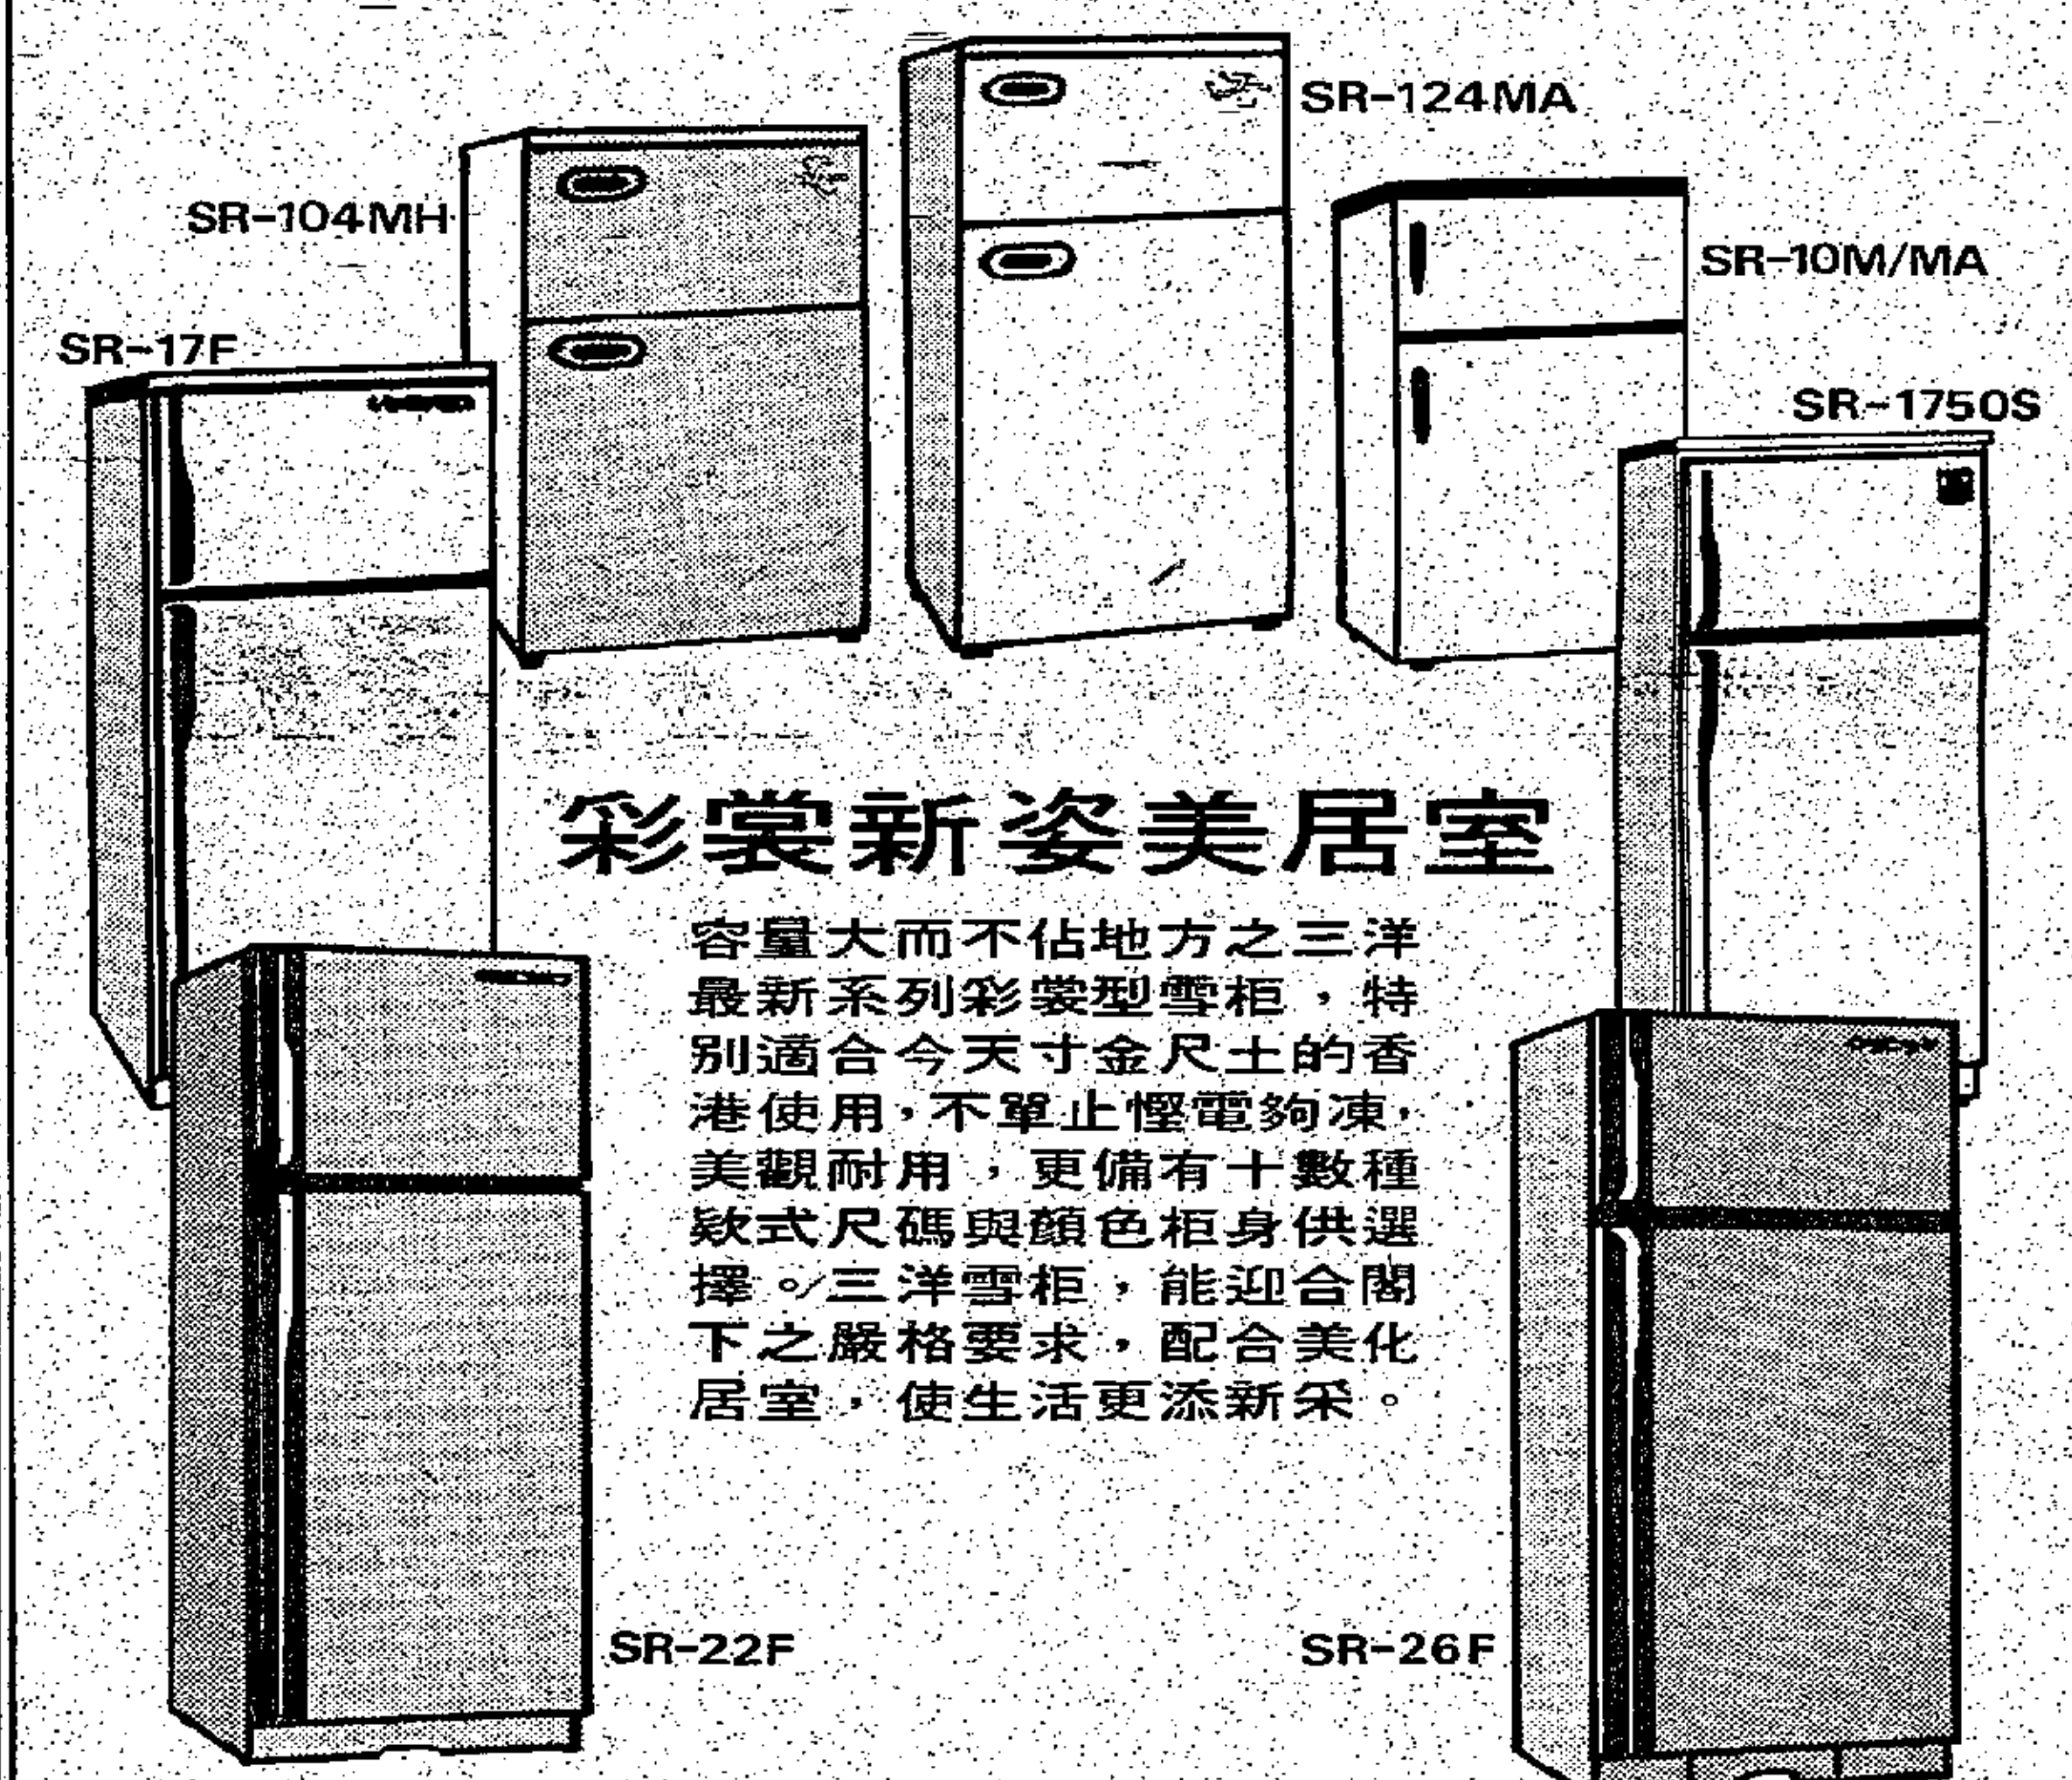 SR-124MA
SR-104MH
SR-10M/MA
SR-17F
SR-1750S
彩裳新姿美居室
容量大而不佔地方之三洋
最新系列彩裳型雪柜，特
別適合今天寸金尺土的香
港使用，不單止慳電夠凍，
美觀耐用，更備有十數種
欵式尺碼與顏色柜身供選
擇。三洋雪柜，能迎合閣
下之嚴格要求，配合美化
居室，使生活更添新采。
SR-22F
SR-26F